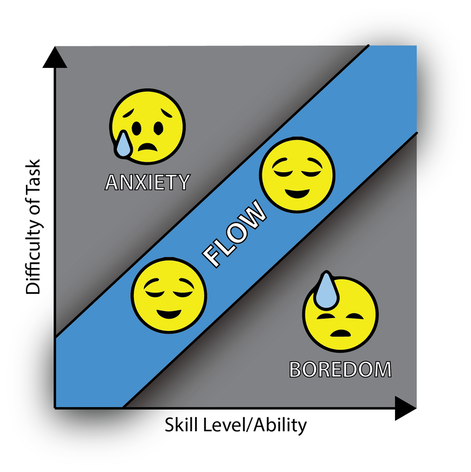 Difficulty of Task
ANXIETY
FLOW
BOREDOM
Skill Level/Ability